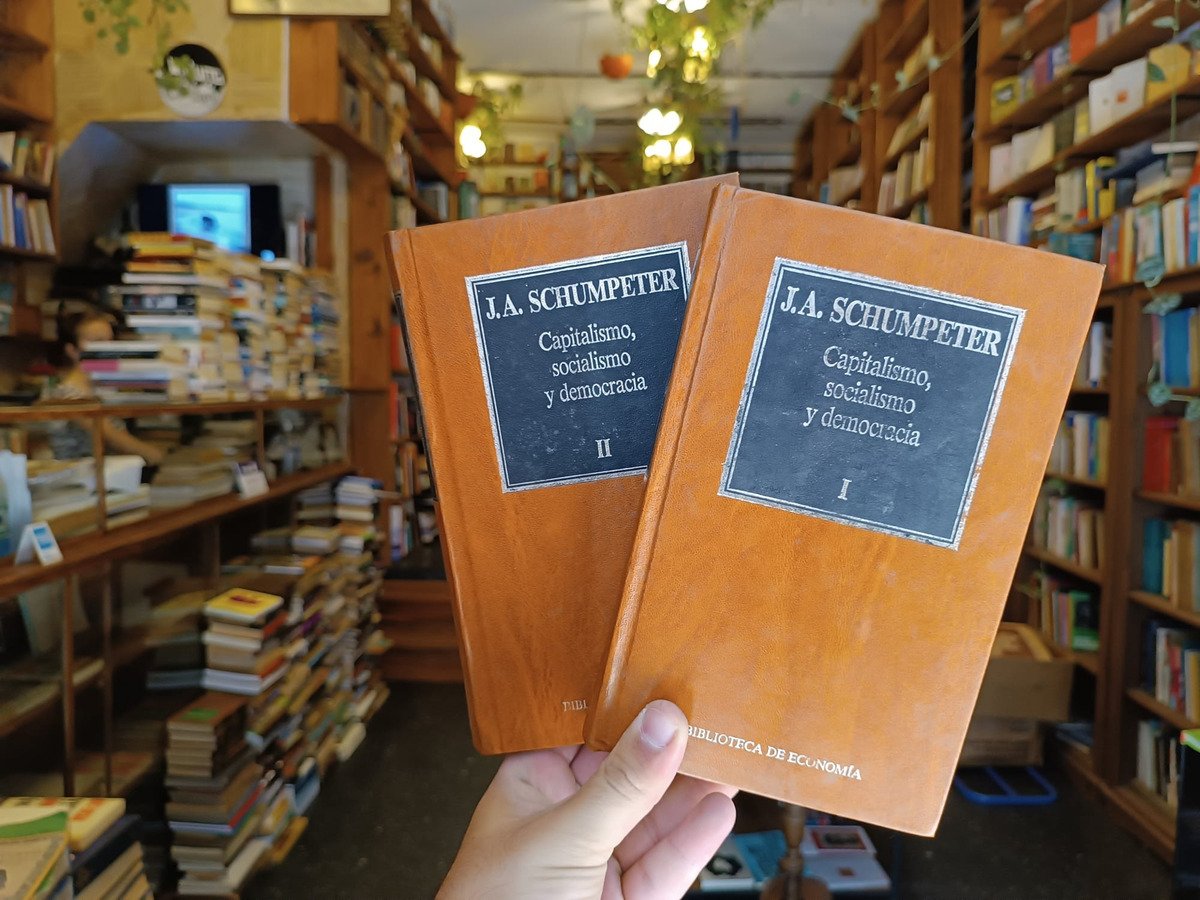 J.A. SCHUMPETER
Capitalismo,
socialismo
y democracia
II
J.A. SCHUMPETER
Capitalismo,
socialismo
y democracia
I
BIBLIOTECA DE ECONOMÍA